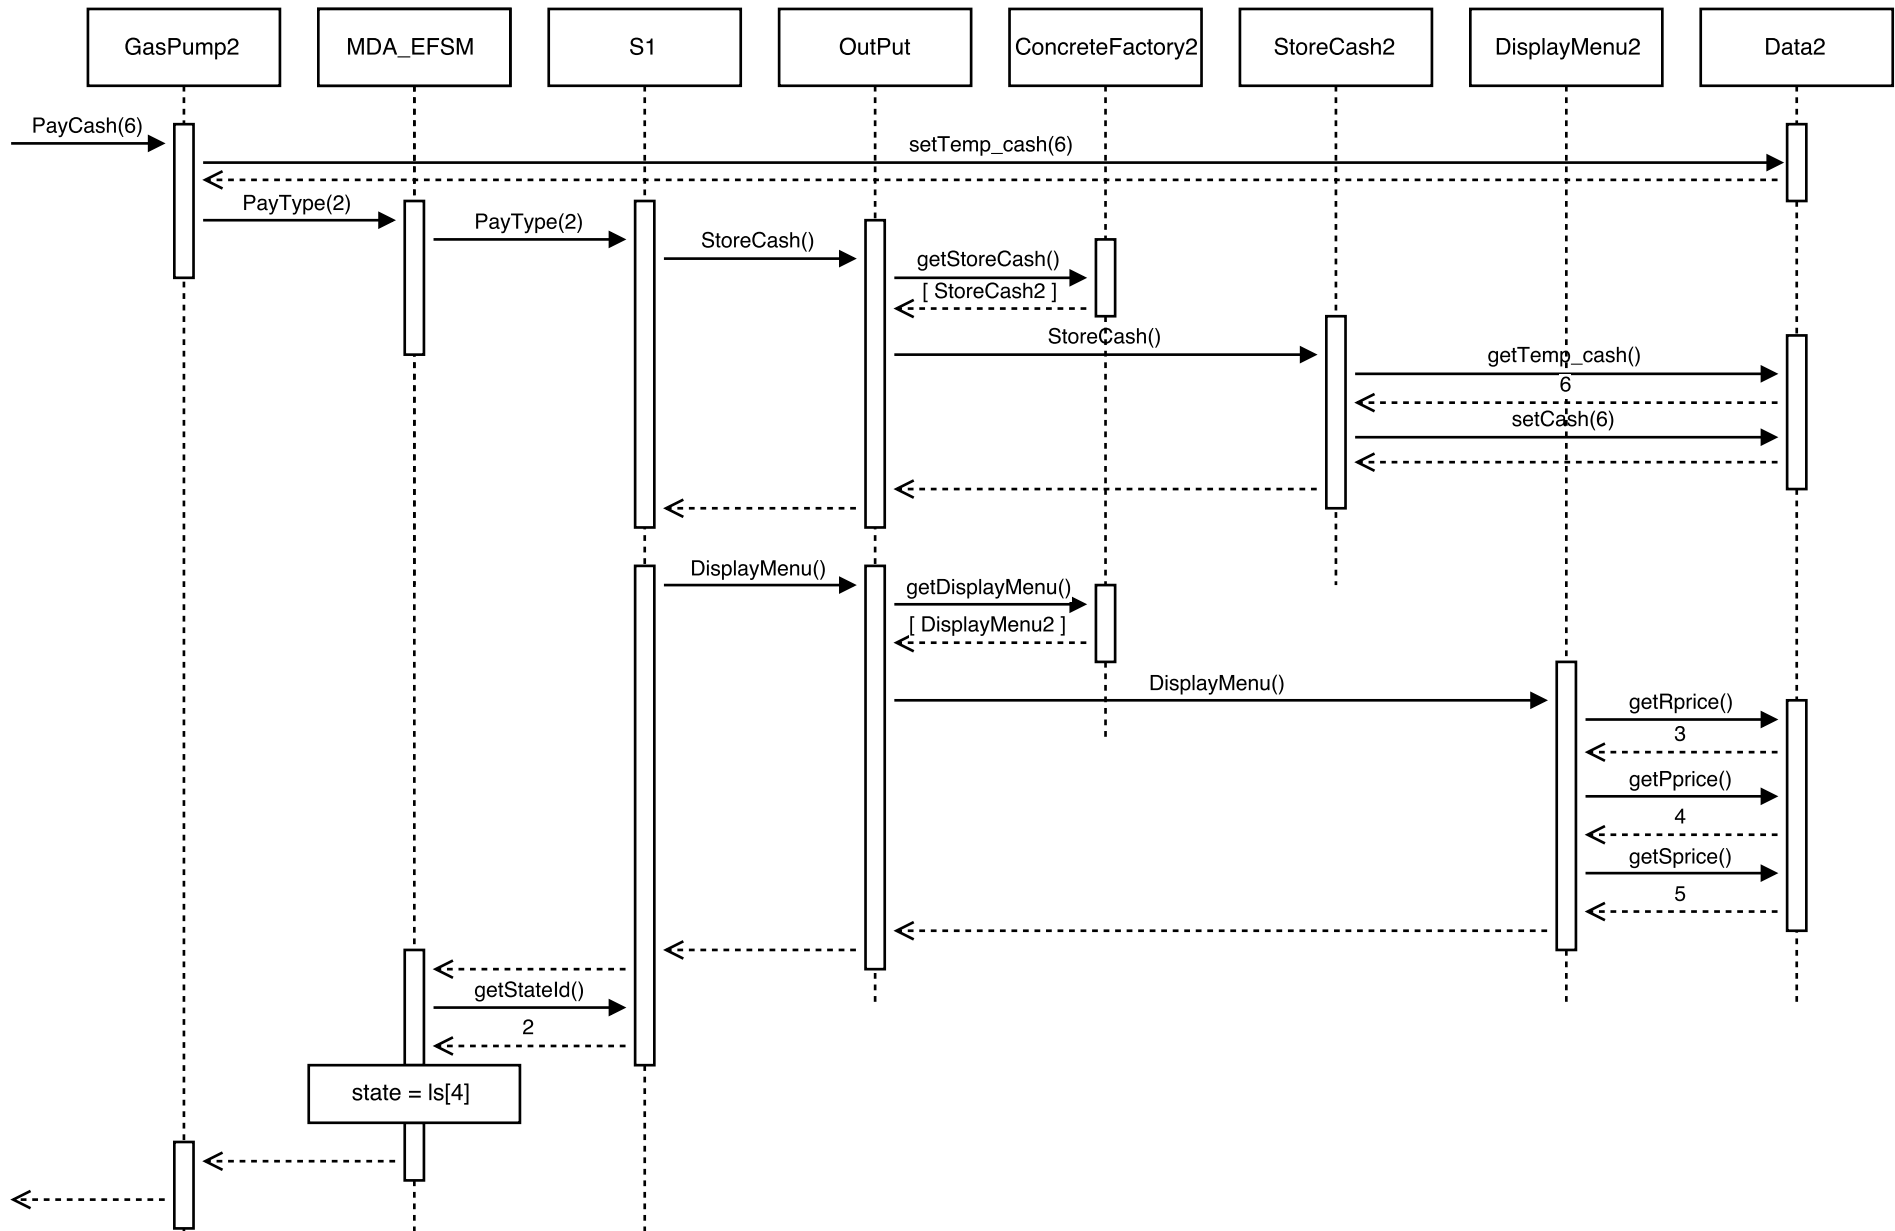 GasPump2
MDA_EFSM
S1
OutPut
ConcreteFactory2
StoreCash2
DisplayMenu2
Data2
PayCash(6)
setTemp_cash(6)
PayType(2)
PayType(2)
StoreCash()
getStoreCash()
[ StoreCash2 ]
StoreCash()
getTemp_cash()
6
setCash(6)
DisplayMenu()
getDisplayMenu()
[ DisplayMenu2 ]
DisplayMenu()
getRprice()
3
getPprice()
4
getSprice()
5
getStateId()
2
state = ls[4]